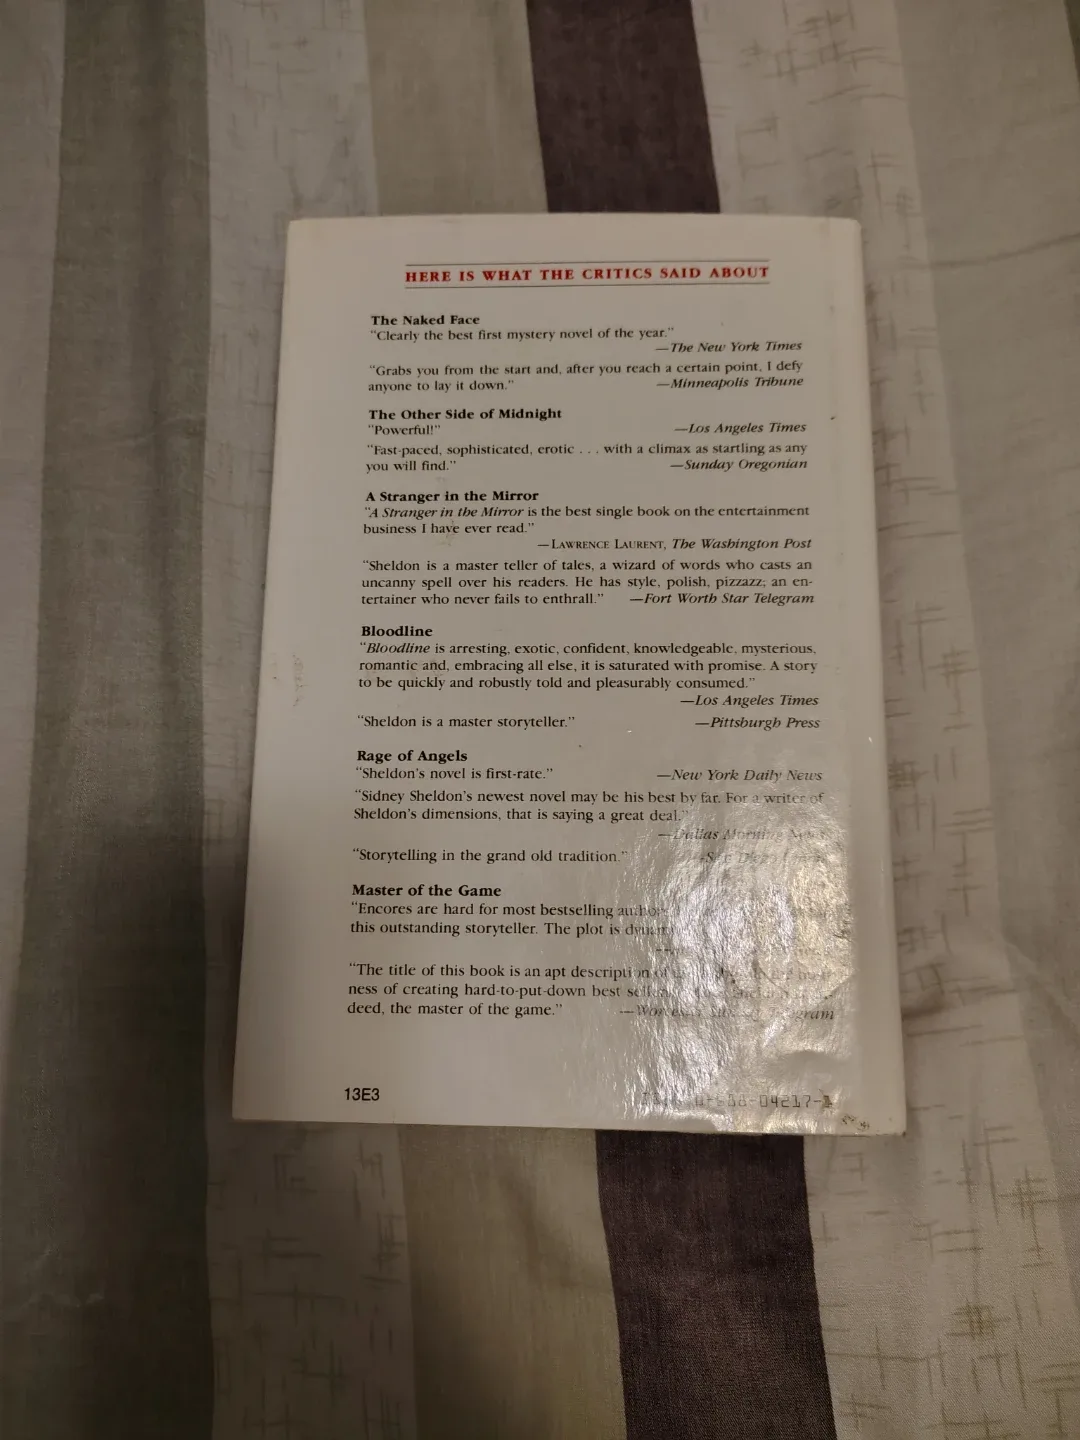 HERE IS WHAT THE CRITICS SAID ABOUT
The Naked Face
"Clearly the best first mystery novel of the year."
—The New York Times
"Grabs you from the start and, after you reach a certain point, I defy
anyone to lay it down." —Minneapolis Tribune
The Other Side of Midnight
"Powerful!" —Los Angeles Times
"Fast-paced, sophisticated, erotic . . . with a climax as startling as any
you will find." —Sunday Oregonian
A Stranger in the Mirror
"A Stranger in the Mirror is the best single book on the entertainment
business I have ever read."
—LAWRENCE LAURENT, The Washington Post
"Sheldon is a master teller of tales, a wizard of words who casts an
uncanny spell over his readers. He has style, polish, pizzazz; an en-
tertainer who never fails to enthrall." —Fort Worth Star Telegram
Bloodline
"Bloodline is arresting, exotic, confident, knowledgeable, mysterious,
romantic and, embracing all else, it is saturated with promise. A story
to be quickly and robustly told and pleasurably consumed."
—Los Angeles Times
"Sheldon is a master storyteller." —Pittsburgh Press
Rage of Angels
"Sheldon's novel is first-rate." —New York Daily News
"Sidney Sheldon's newest novel may be his best by far. For a writer of
Sheldon's dimensions, that is saying a great deal."
—Dallas Morning News
"Storytelling in the grand old tradition." —San Diego
Master of the Game
"Encores are hard for most bestselling
this outstanding storyteller. The plot is
"The title of this book is an apt description
ness of creating hard-to-put-down best
deed, the master of the game." Telegram
13E3
04217-1